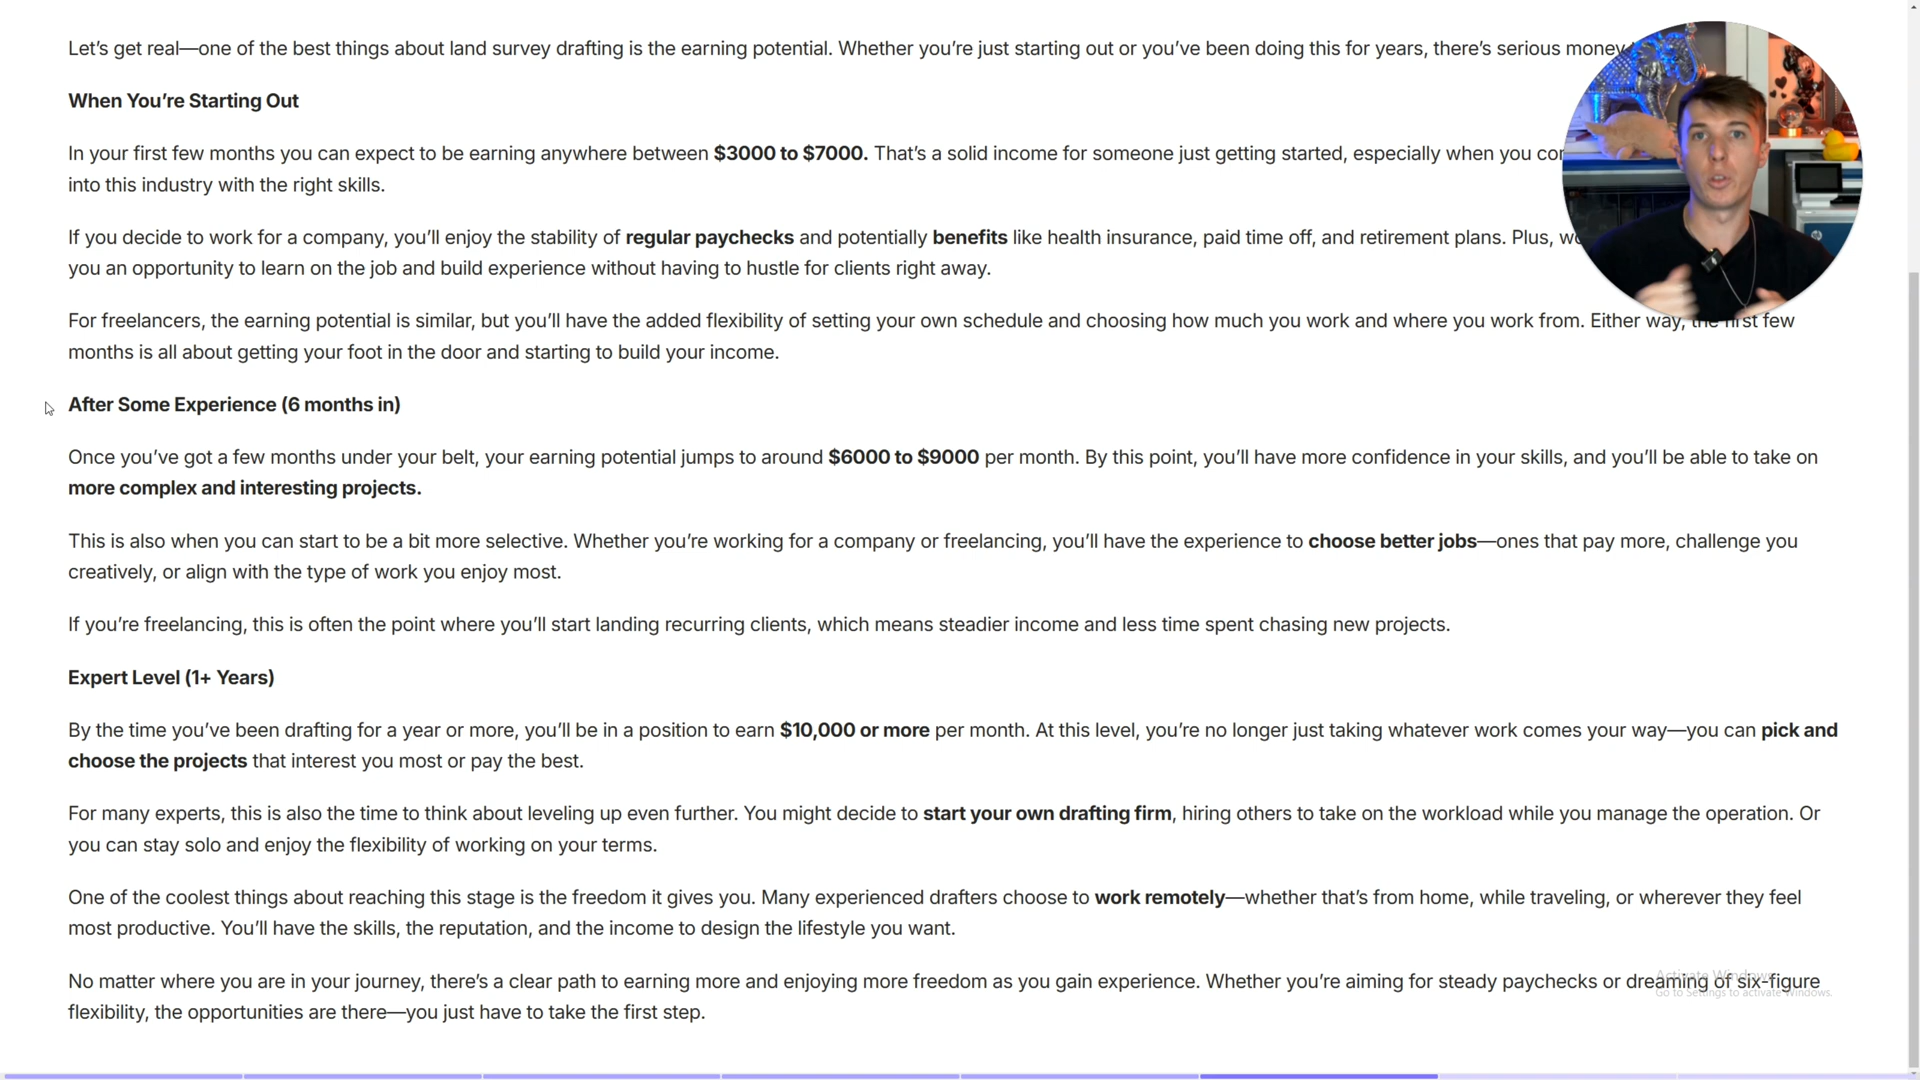 Let’s get real—one of the best things about land survey drafting is the earning potential. Whether you’re just starting out or you’ve been doing this for years, there’s serious money
When You’re Starting Out
In your first few months you can expect to be earning anywhere between $3000 to $7000. That’s a solid income for someone just getting started, especially when you
into this industry with the right skills.
If you decide to work for a company, you’ll enjoy the stability of regular paychecks and potentially benefits like health insurance, paid time off, and retirement plans. Plus,
you an opportunity to learn on the job and build experience without having to hustle for clients right away.
For freelancers, the earning potential is similar, but you’ll have the added flexibility of setting your own schedule and choosing how much you work and where you work from. Either way, the first few
months is all about getting your foot in the door and starting to build your income.
After Some Experience (6 months in)
Once you’ve got a few months under your belt, your earning potential jumps to around $6000 to $9000 per month. By this point, you’ll have more confidence in your skills, and you’ll be able to take on
more complex and interesting projects.
This is also when you can start to be a bit more selective. Whether you’re working for a company or freelancing, you’ll have the experience to choose better jobs—ones that pay more, challenge you
creatively, or align with the type of work you enjoy most.
If you’re freelancing, this is often the point where you’ll start landing recurring clients, which means steadier income and less time spent chasing new projects.
Expert Level (1+ Years)
By the time you’ve been drafting for a year or more, you’ll be in a position to earn $10,000 or more per month. At this level, you’re no longer just taking whatever work comes your way—you can pick and
choose the projects that interest you most or pay the best.
For many experts, this is also the time to think about leveling up even further. You might decide to start your own drafting firm, hiring others to take on the workload while you manage the operation. Or
you can stay solo and enjoy the flexibility of working on your terms.
One of the coolest things about reaching this stage is the freedom it gives you. Many experienced drafters choose to work remotely—whether that’s from home, while traveling, or wherever they feel
most productive. You’ll have the skills, the reputation, and the income to design the lifestyle you want.
No matter where you are in your journey, there’s a clear path to earning more and enjoying more freedom as you gain experience. Whether you’re aiming for steady paychecks or dreaming of six-figure
flexibility, the opportunities are there—you just have to take the first step.
Activate Windows
Go to Settings to activate Windows.